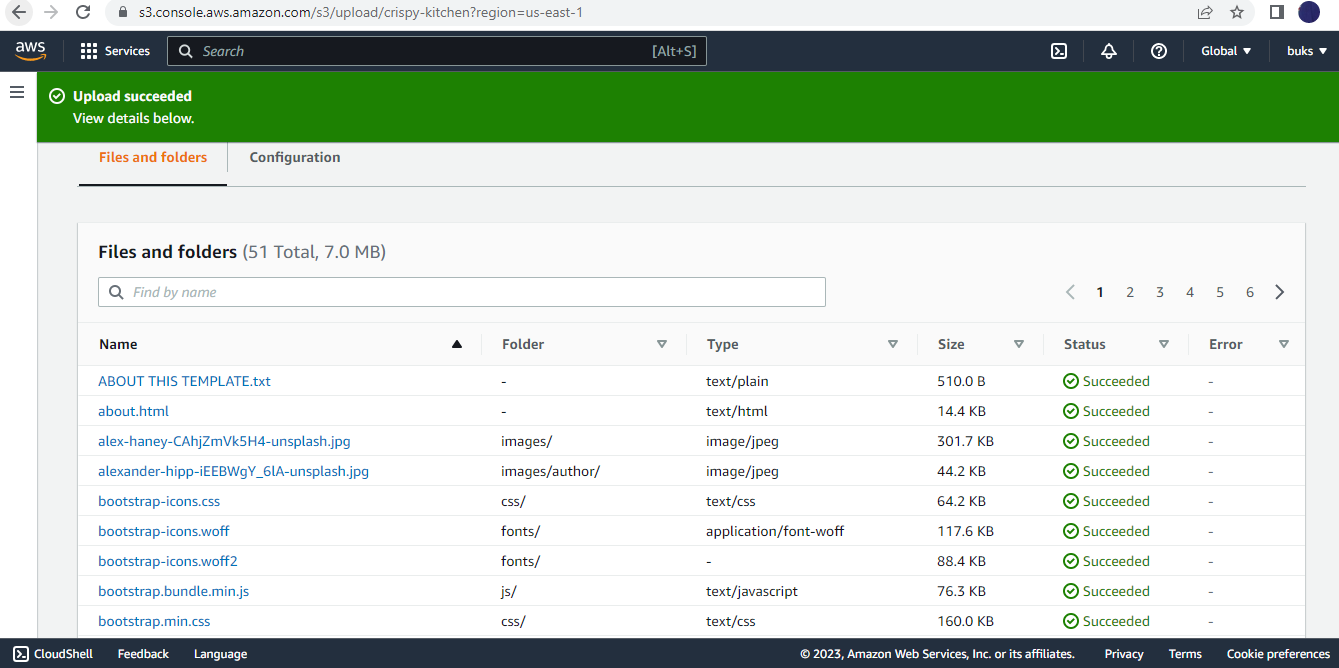 s3.console.aws.amazon.com/s3/upload/crispy-kitchen?region=us-east-1
aws Services Search [Alt+S] Global buks
Upload succeeded
View details below.
Files and folders Configuration
Files and folders (51 Total, 7.0 MB)
Find by name 1 2 3 4 5 6
Name Folder Type Size Status Error
ABOUT THIS TEMPLATE.txt - text/plain 510.0 B Succeeded -
about.html - text/html 14.4 KB Succeeded -
alex-haney-CAhjZmVk5H4-unsplash.jpg images/ image/jpeg 301.7 KB Succeeded -
alexander-hipp-iEEBWgY_6lA-unsplash.jpg images/author/ image/jpeg 44.2 KB Succeeded -
bootstrap-icons.css css/ text/css 64.2 KB Succeeded -
bootstrap-icons.woff fonts/ application/font-woff 117.6 KB Succeeded -
bootstrap-icons.woff2 fonts/ - 88.4 KB Succeeded -
bootstrap.bundle.min.js js/ text/javascript 76.3 KB Succeeded -
bootstrap.min.css css/ text/css 160.0 KB Succeeded -
CloudShell Feedback Language © 2023, Amazon Web Services, Inc. or its affiliates. Privacy Terms Cookie preferences